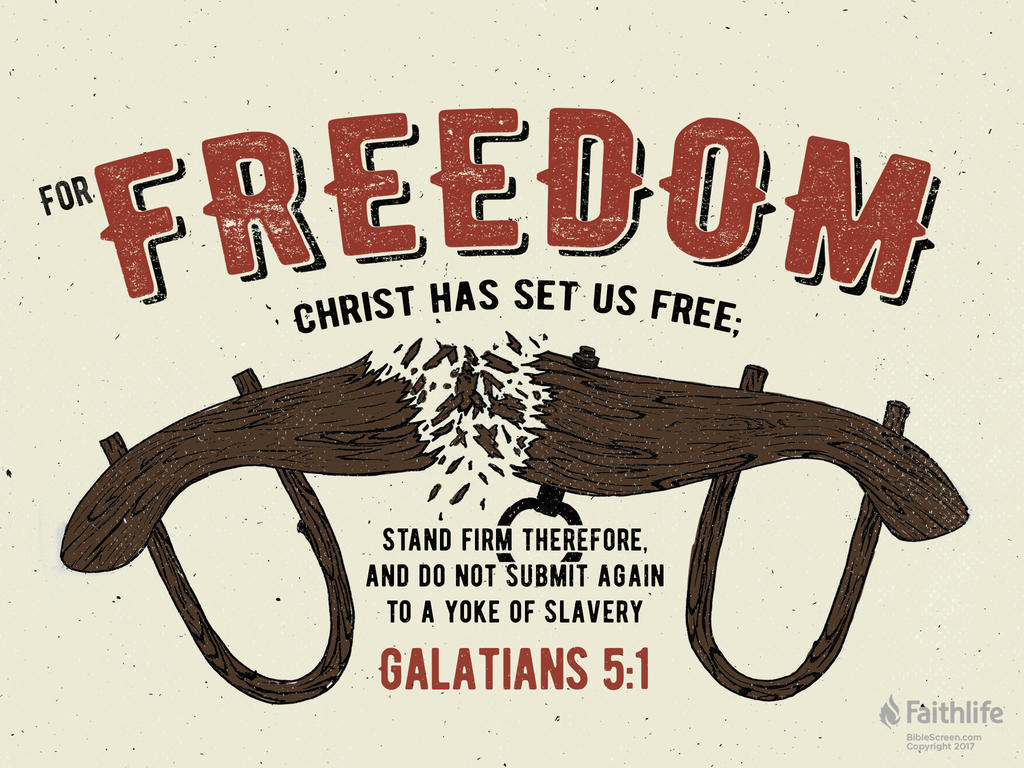 FOR FREEDOM
CHRIST HAS SET US FREE;
STAND FIRM THEREFORE,
AND DO NOT SUBMIT AGAIN
TO A YOKE OF SLAVERY
GALATIANS 5:1
Faithlife
BibleScreen.com
Copyright 2017